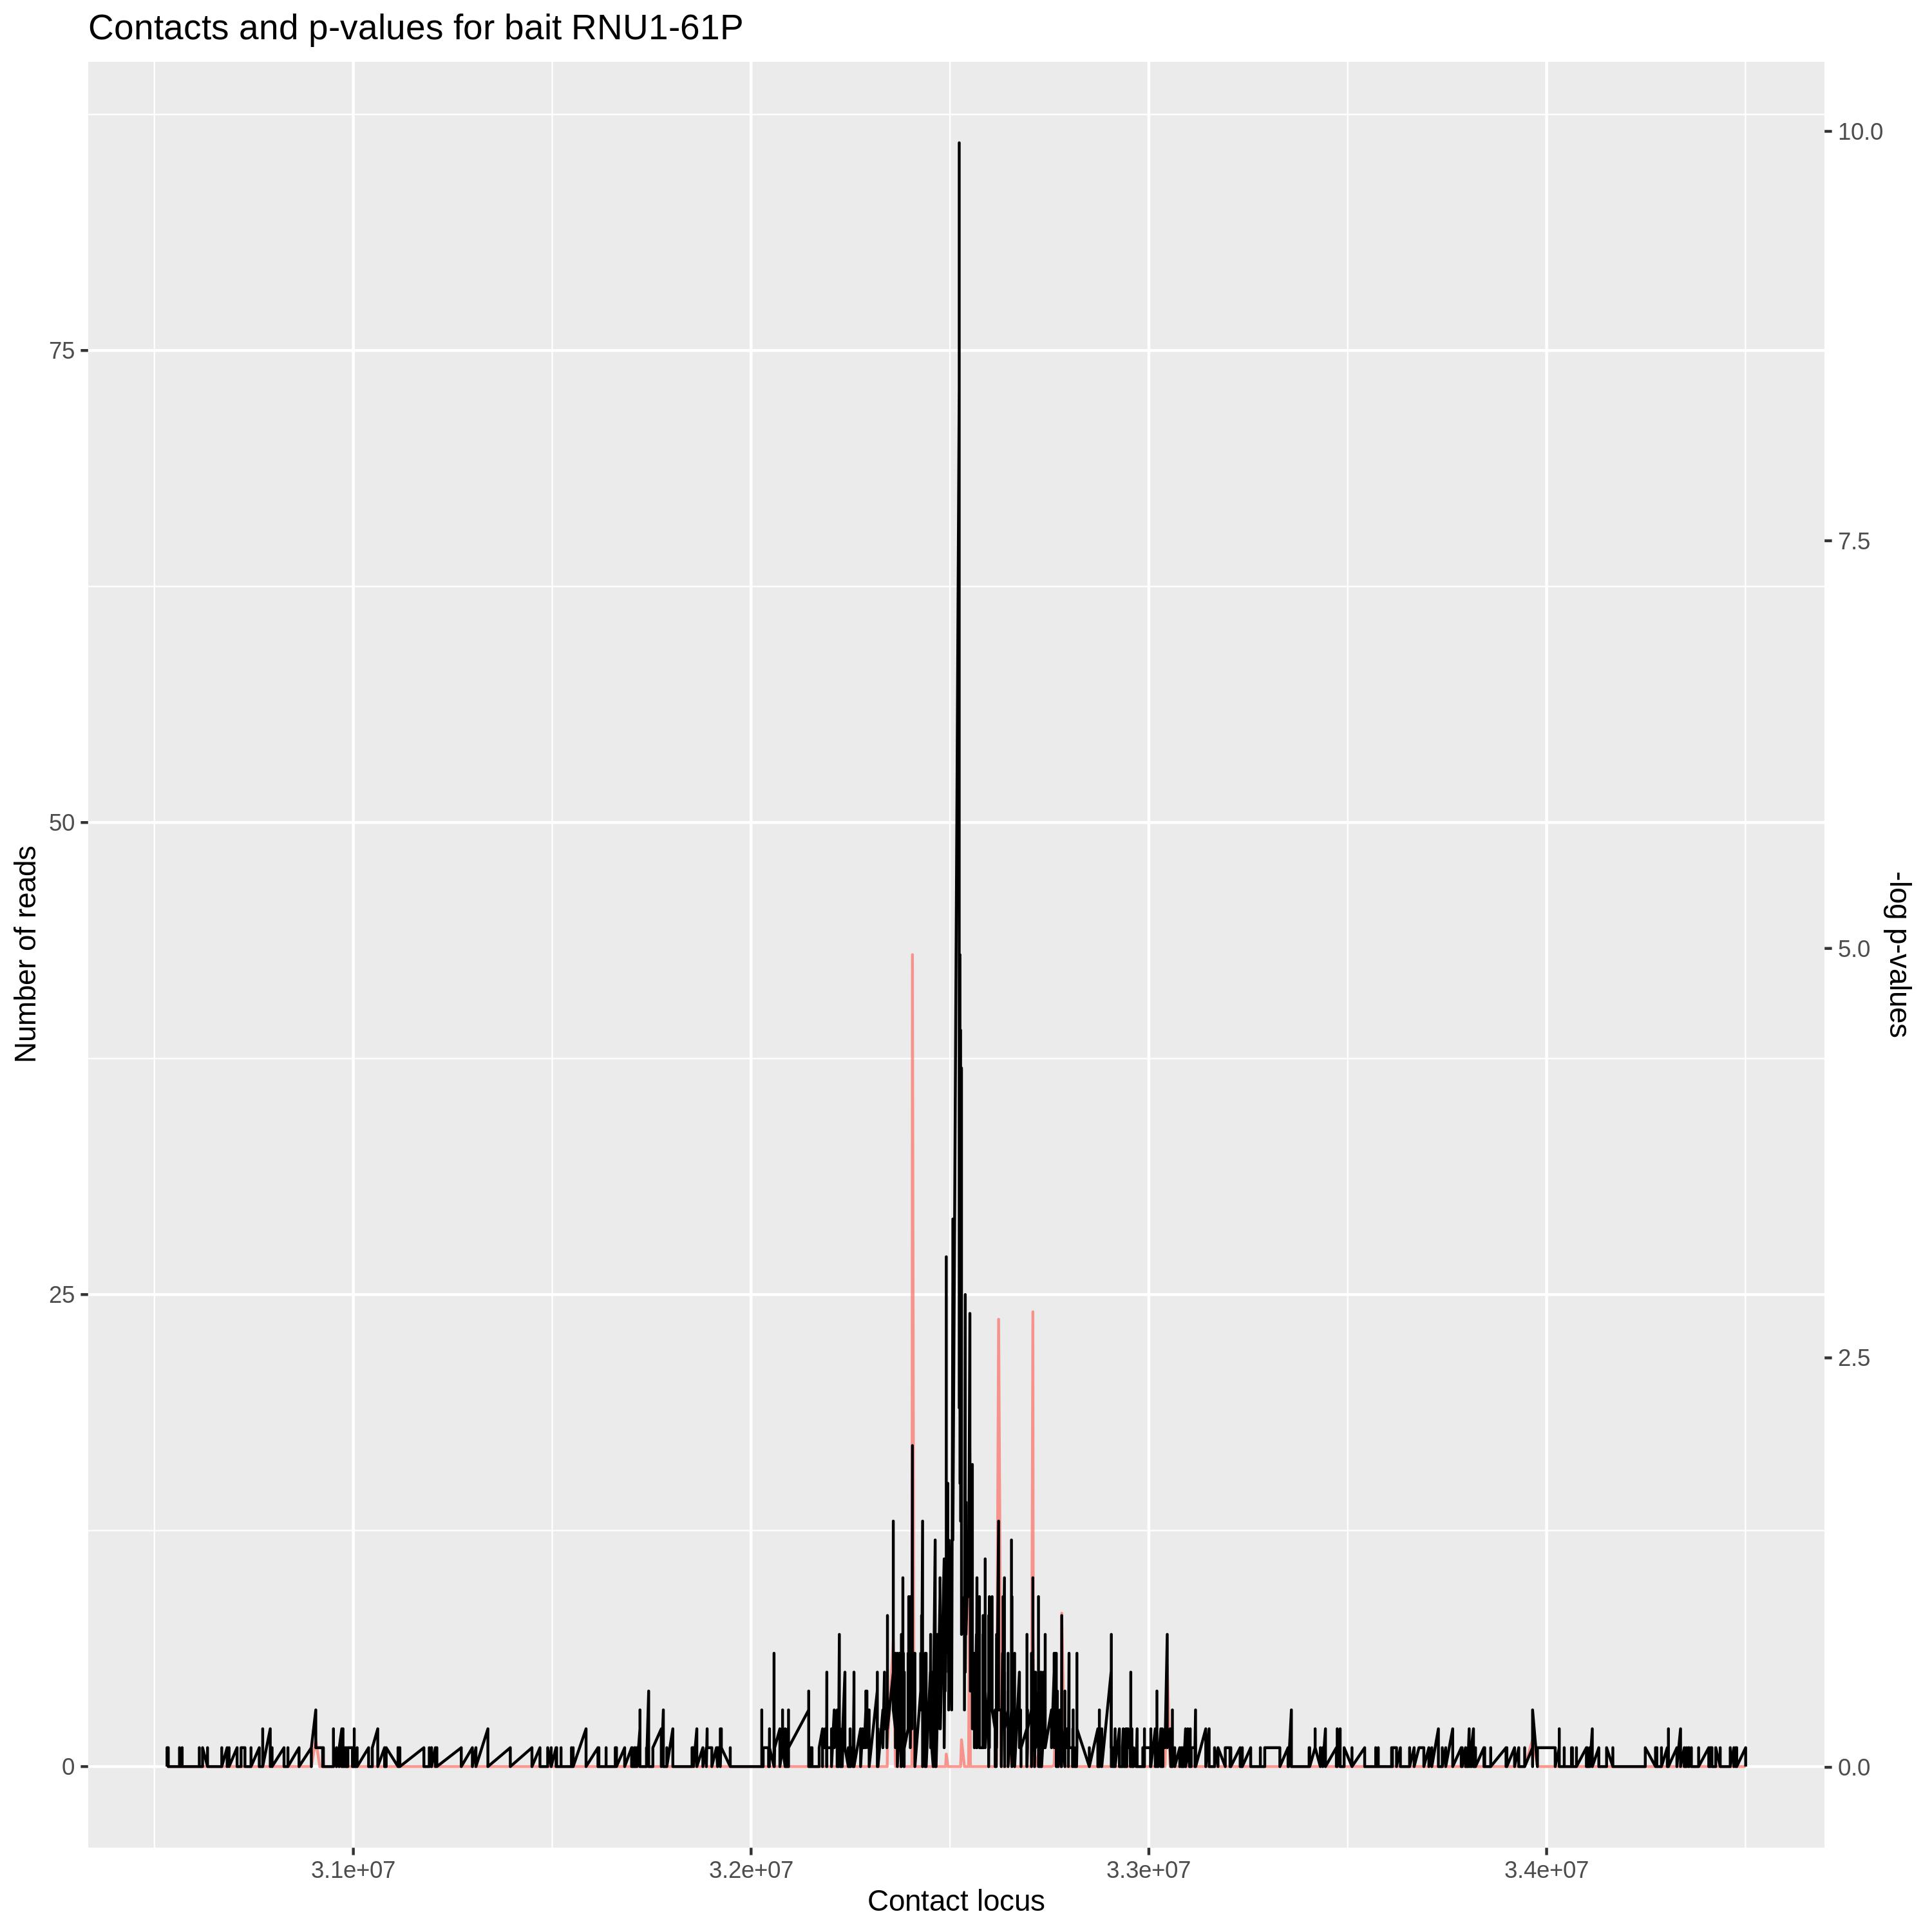 Contacts and p-values for bait RNU1-61P
10.0
75
7.5
50
5.0
Number of reads
-log p-values
25
2.5
0
0.0
3.1e+07
3.2e+07
3.3e+07
3.4e+07
Contact locus